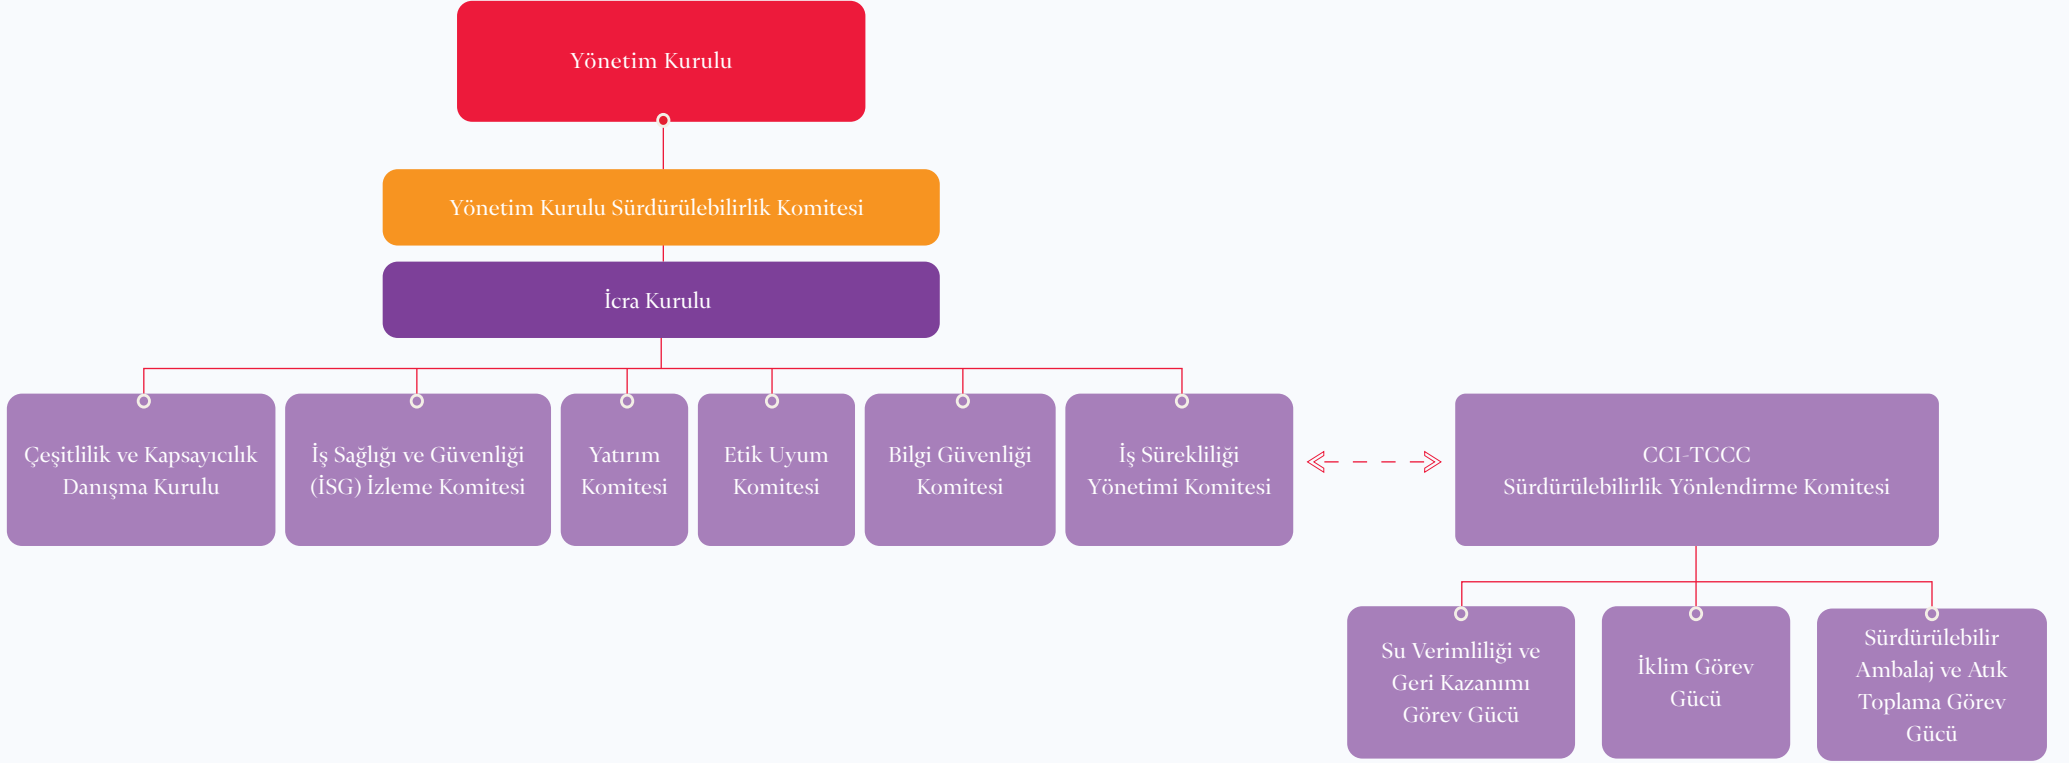 Yönetim Kurulu
Yönetim Kurulu Sürdürülebilirlik Komitesi
İcra Kurulu
Çeşitlilik ve Kapsayıcılık
Danışma Kurulu
İş Sağlığı ve Güvenliği
(İSG) İzleme Komitesi
Yatırım
Komitesi
Etik Uyum
Komitesi
Bilgi Güvenliği
Komitesi
İş Sürekliliği
Yönetimi Komitesi
CCI-TCCC
Sürdürülebilirlik Yönlendirme Komitesi
Su Verimliliği ve
Geri Kazanımı
Görev Gücü
İklim Görev
Gücü
Sürdürülebilir
Ambalaj ve Atık
Toplama Görev
Gücü